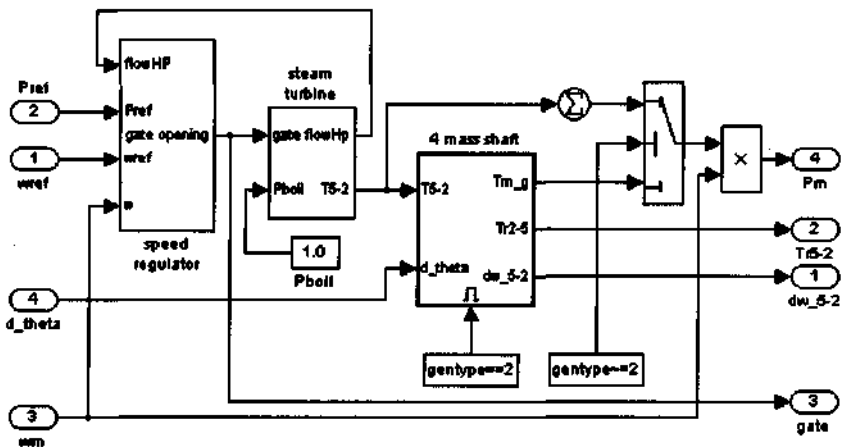 flowHP
Pref
2
Pref
gate opening
1
wref
wref
w
speed
regulator
steam
turbine
gate flowHp
Pboil
T5-2
1.0
Pboil
4 mass shaft
T5-2
Tm_g
Tr2-5
d_theta
dw_5-2
gentype==2
gentype~=2
Σ
×
4
Pm
2
Tr5-2
1
dw_5-2
4
d_theta
3
wm
3
gate